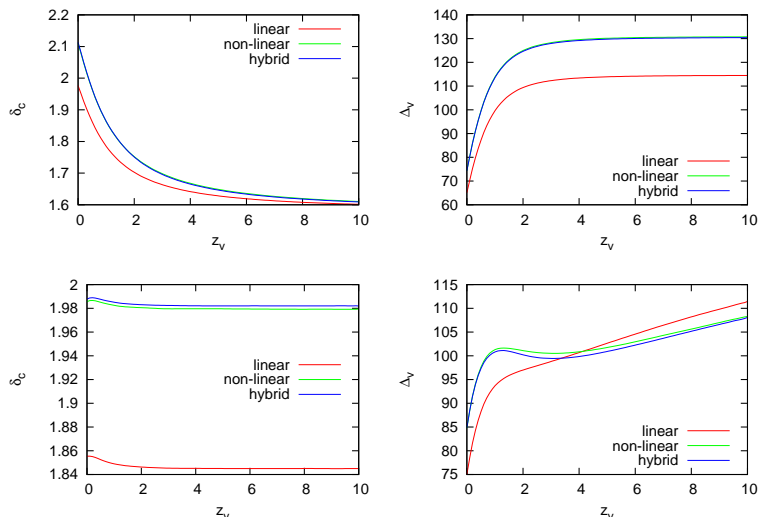 2.2
2.1
2
1.9
1.8
1.7
1.6
δc
linear
non-linear
hybrid
0 2 4 6 8 10
zv
140
130
120
110
100
90
80
70
60
Δv
linear
non-linear
hybrid
0 2 4 6 8 10
zv
2
1.98
1.96
1.94
1.92
1.9
1.88
1.86
1.84
δc
linear
non-linear
hybrid
0 2 4 6 8 10
zv
115
110
105
100
95
90
85
80
75
Δv
linear
non-linear
hybrid
0 2 4 6 8 10
zv